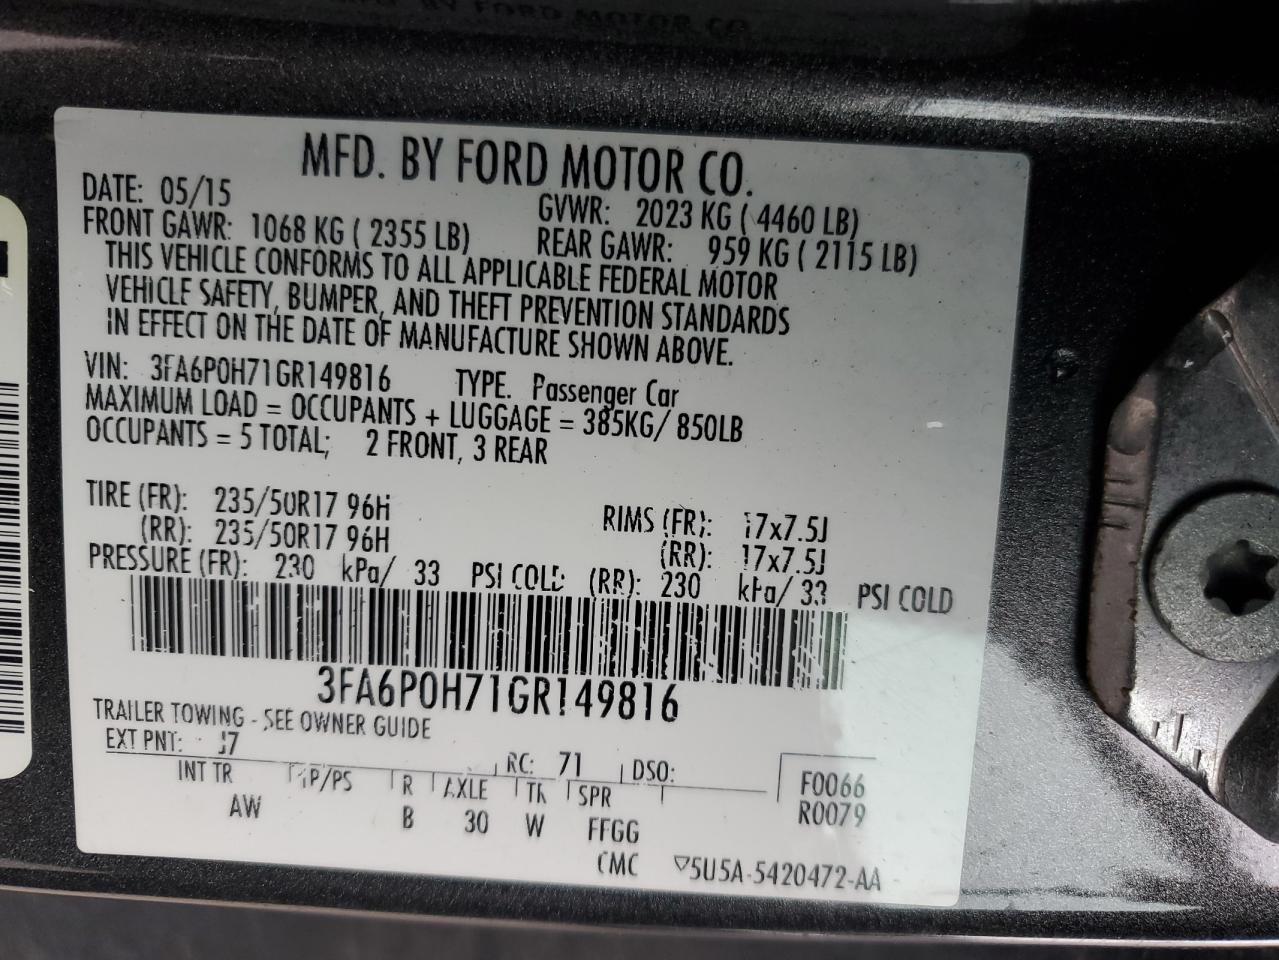 MFD. BY FORD MOTOR CO.
DATE: 05/15 GVWR: 2023 KG ( 4460 LB)
FRONT GAWR: 1068 KG ( 2355 LB) REAR GAWR: 959 KG ( 2115 LB)
THIS VEHICLE CONFORMS TO ALL APPLICABLE FEDERAL MOTOR
VEHICLE SAFETY, BUMPER, AND THEFT PREVENTION STANDARDS
IN EFFECT ON THE DATE OF MANUFACTURE SHOWN ABOVE.
VIN: 3FA6P0H71GR149816 TYPE. Passenger Car
MAXIMUM LOAD = OCCUPANTS + LUGGAGE = 385KG/ 850LB
OCCUPANTS = 5 TOTAL; 2 FRONT, 3 REAR
TIRE (FR): 235/50R17 96H RIMS (FR): 17x7.5J
(RR): 235/50R17 96H (RR): 17x7.5J
PRESSURE (FR): 230 kPa/ 33 PSI COLD (RR): 230 kPa/ 33 PSI COLD
3FA6P0H71GR149816
TRAILER TOWING - SEE OWNER GUIDE
EXT PNT: J7 RC: 71 DSO:
INT TR TP/PS R AXLE TR SPR F0066
AW B 30 W FFGG R0079
CMC ▽5U5A-5420472-AA